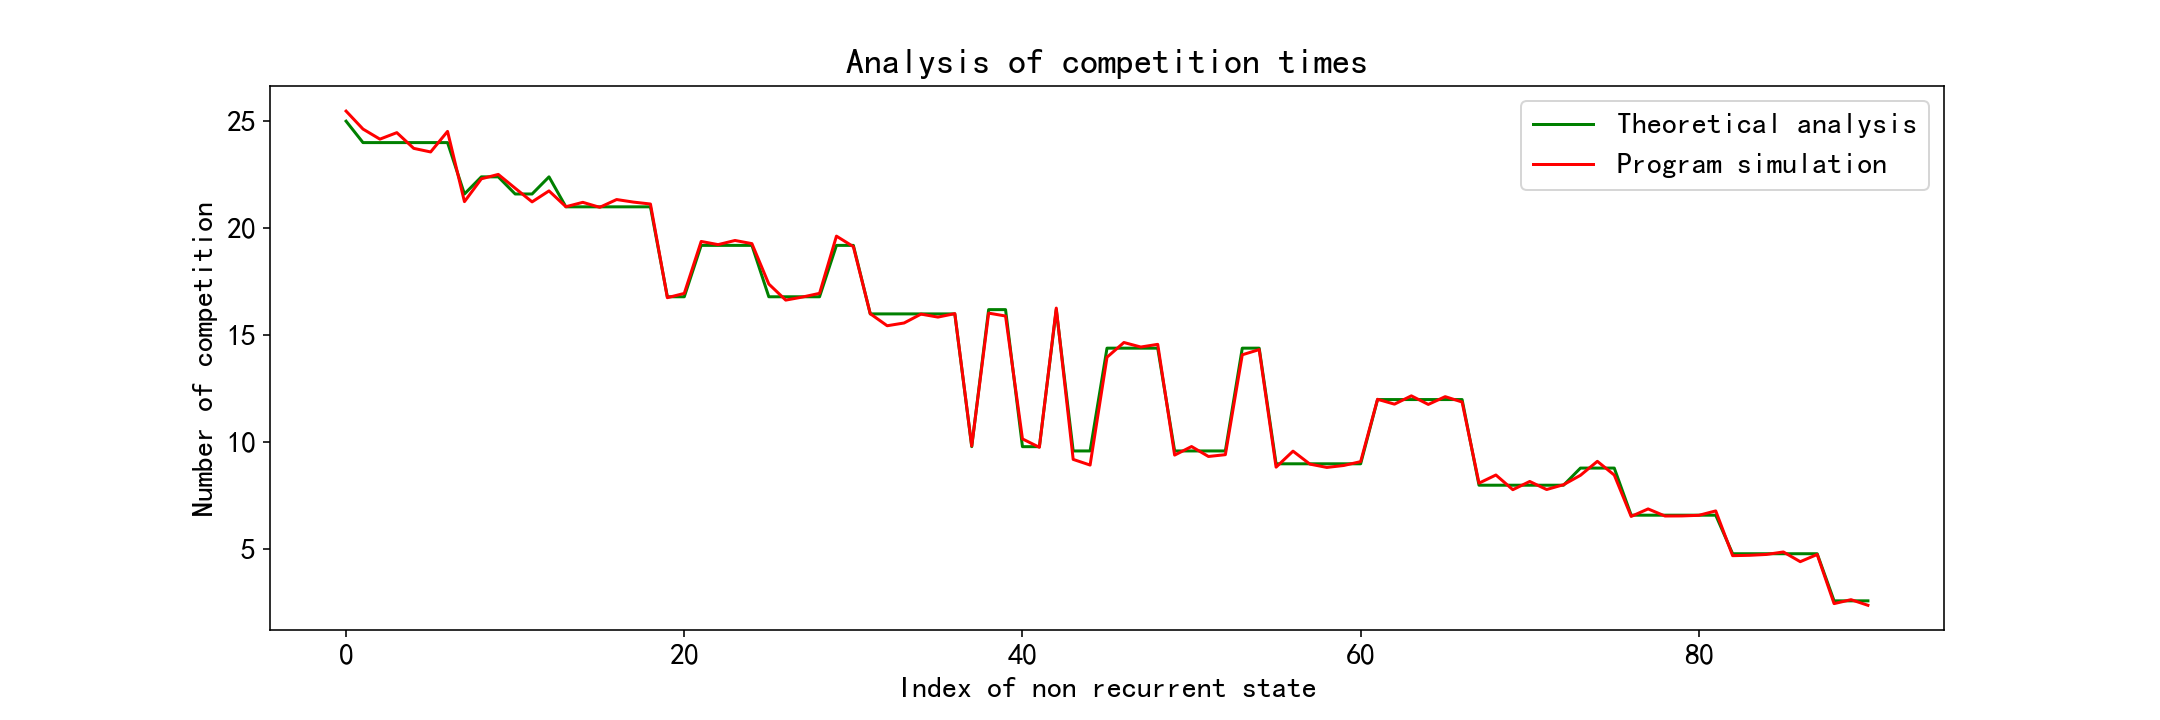 Analysis of competition times
Theoretical analysis
Program simulation
25
20
15
10
5
Number of competition
0 20 40 60 80
Index of non recurrent state